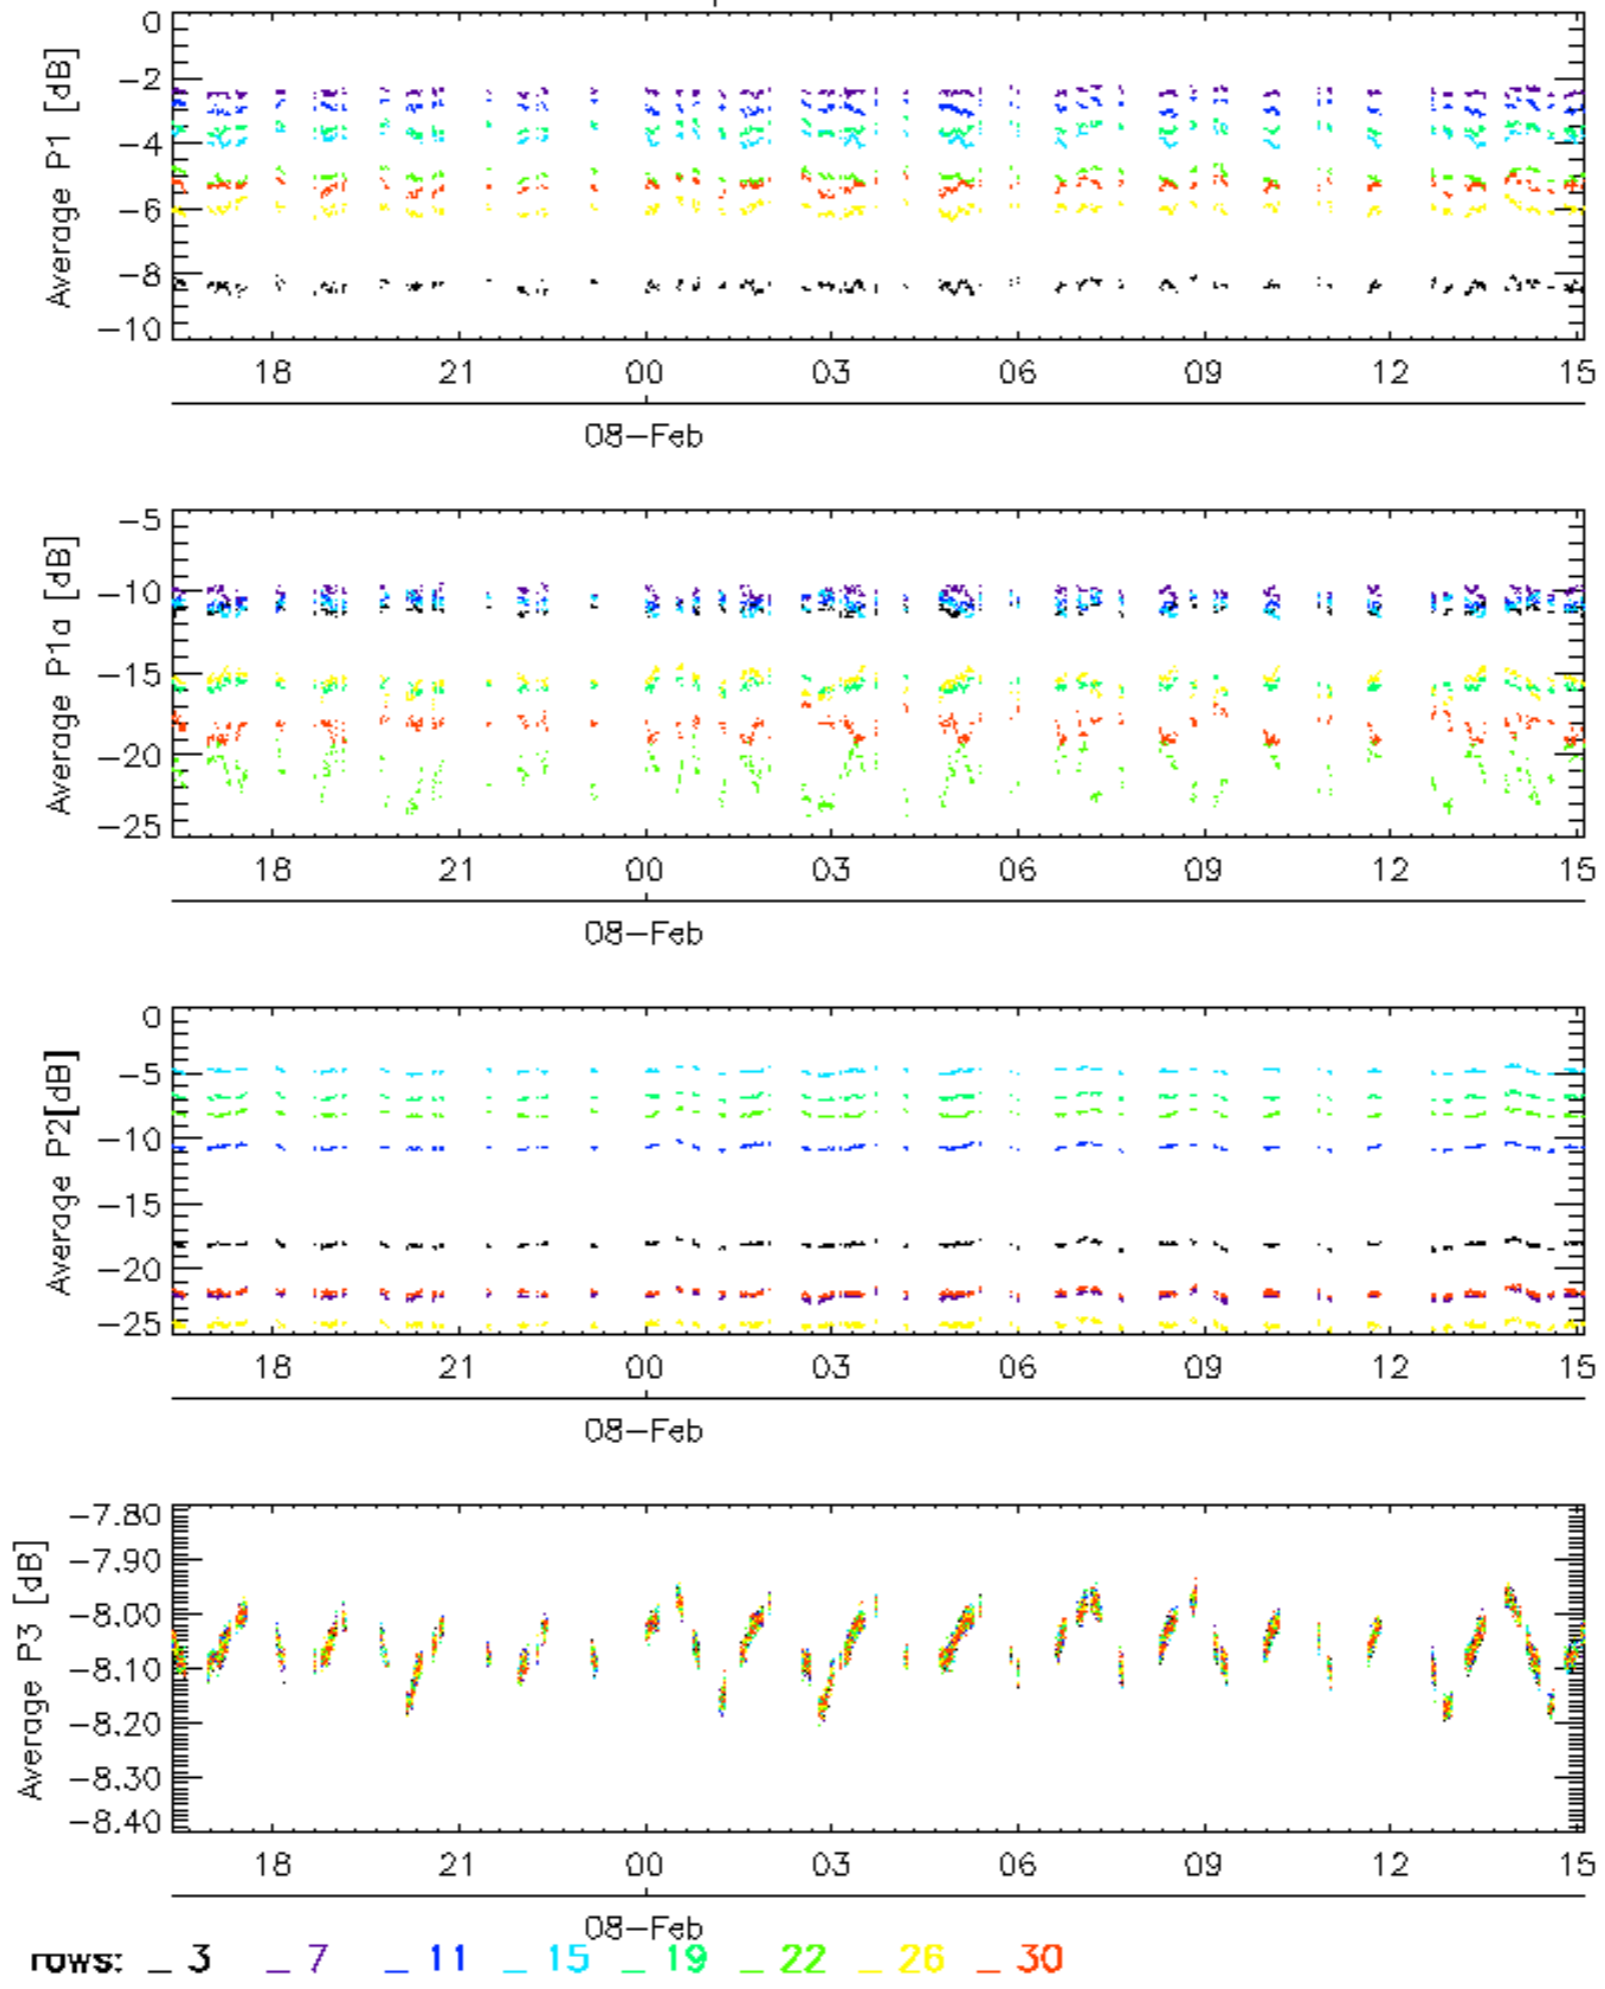 Average P1 [dB]
0
−2
−4
−6
−8
−10
18 21 00 03 06 09 12 15
08−Feb
Average P1a [dB]
−5
−10
−15
−20
−25
18 21 00 03 06 09 12 15
08−Feb
Average P2[dB]
0
−5
−10
−15
−20
−25
18 21 00 03 06 09 12 15
08−Feb
Average P3 [dB]
−7.80
−7.90
−8.00
−8.10
−8.20
−8.30
−8.40
18 21 00 03 06 09 12 15
08−Feb
rows: _ 3 _ 7 _ 11 _ 15 _ 19 _ 22 _ 26 _ 30